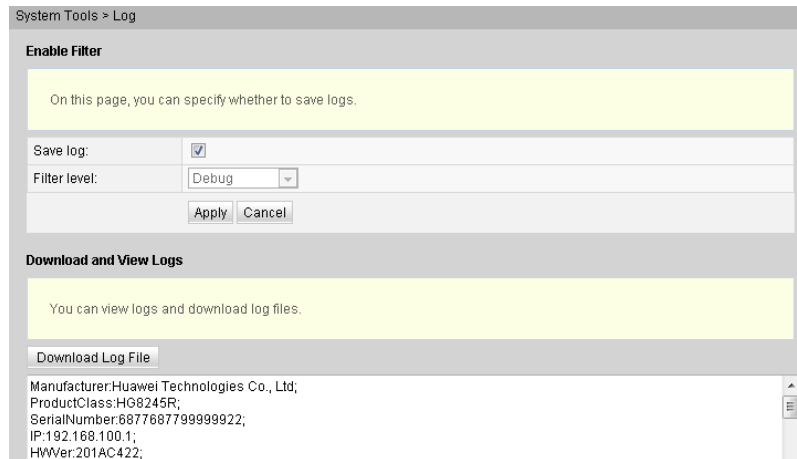 System Tools > Log
Enable Filter
On this page, you can specify whether to save logs.
Save log:
Filter level: Debug
Apply Cancel
Download and View Logs
You can view logs and download log files.
Download Log File
Manufacturer:Huawei Technologies Co., Ltd;
ProductClass:HG8245R;
SerialNumber:6877687799999922;
IP:192.168.100.1;
HWVer:201AC422;